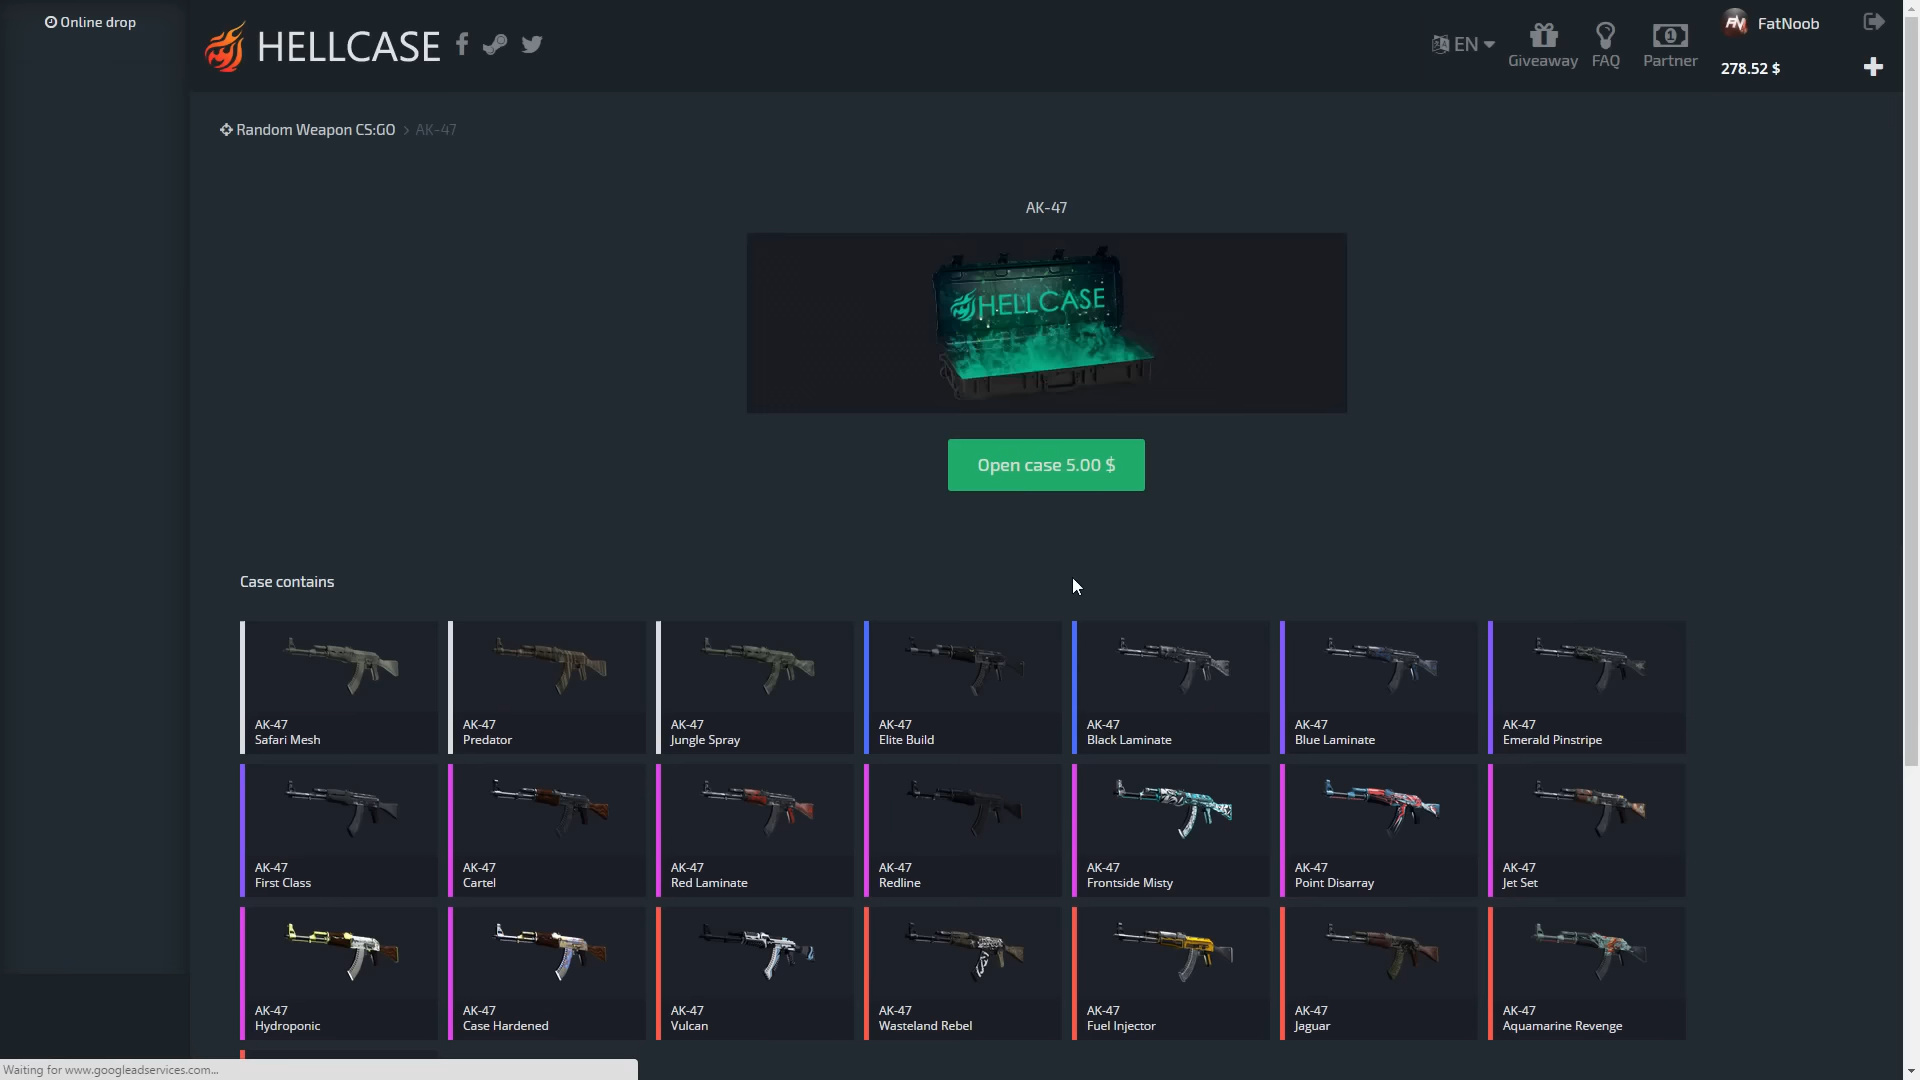 Online drop
HELLCASE
EN
Giveaway
FAQ
Partner
FatNoob
278.52 $
Random Weapon CS:GO > AK-47
AK-47
HELLCASE
Open case 5.00 $
Case contains
AK-47
Safari Mesh
AK-47
Predator
AK-47
Jungle Spray
AK-47
Elite Build
AK-47
Black Laminate
AK-47
Blue Laminate
AK-47
Emerald Pinstripe
AK-47
First Class
AK-47
Cartel
AK-47
Red Laminate
AK-47
Redline
AK-47
Frontside Misty
AK-47
Point Disarray
AK-47
Jet Set
AK-47
Hydroponic
AK-47
Case Hardened
AK-47
Vulcan
AK-47
Wasteland Rebel
AK-47
Fuel Injector
AK-47
Jaguar
AK-47
Aquamarine Revenge
Waiting for www.googleadservices.com...